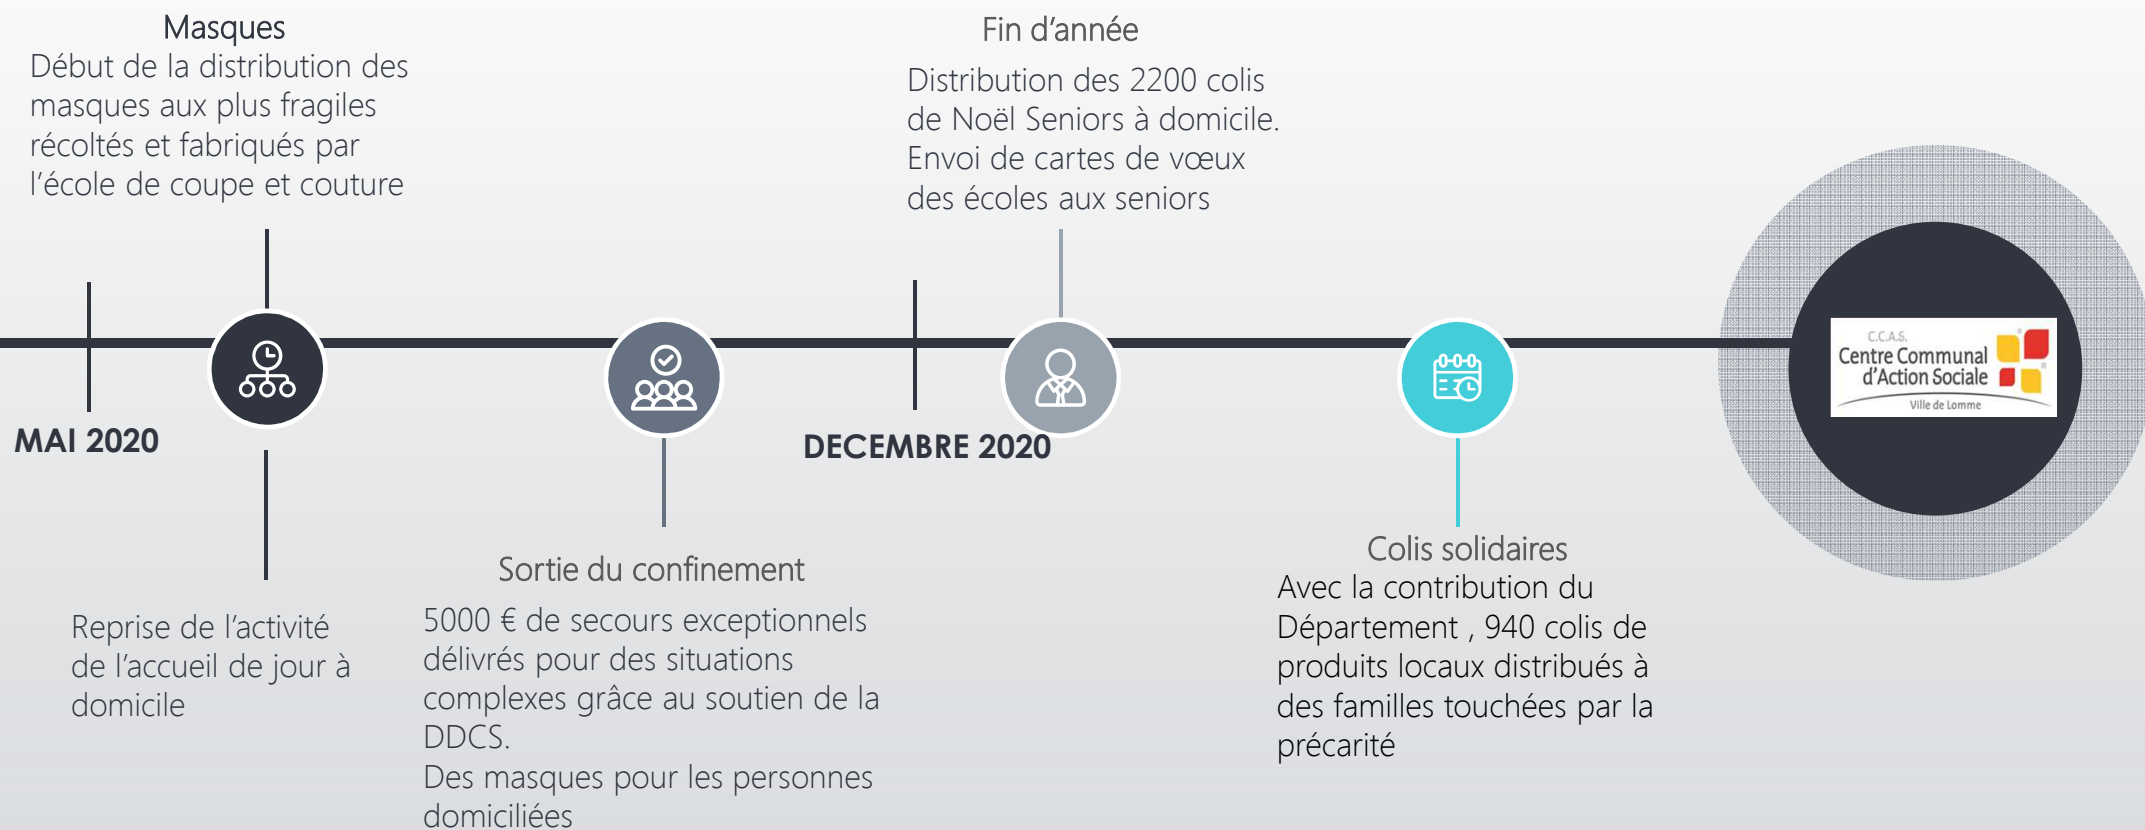 Masques
Début de la distribution des
masques aux plus fragiles
récoltés et fabriqués par
l'école de coupe et couture
MAI 2020
Reprise de l'activité
de l'accueil de jour à
domicile
Sortie du confinement
5000 € de secours exceptionnels
délivrés pour des situations
complexes grâce au soutien de la
DDCS.
Des masques pour les personnes
domiciliées
Fin d'année
Distribution des 2200 colis
de Noël Seniors à domicile.
Envoi de cartes de vœux
des écoles aux seniors
DECEMBRE 2020
Colis solidaires
Avec la contribution du
Département , 940 colis de
produits locaux distribués à
des familles touchées par la
précarité
C.C.A.S.
Centre Communal
d'Action Sociale
Ville de Lomme